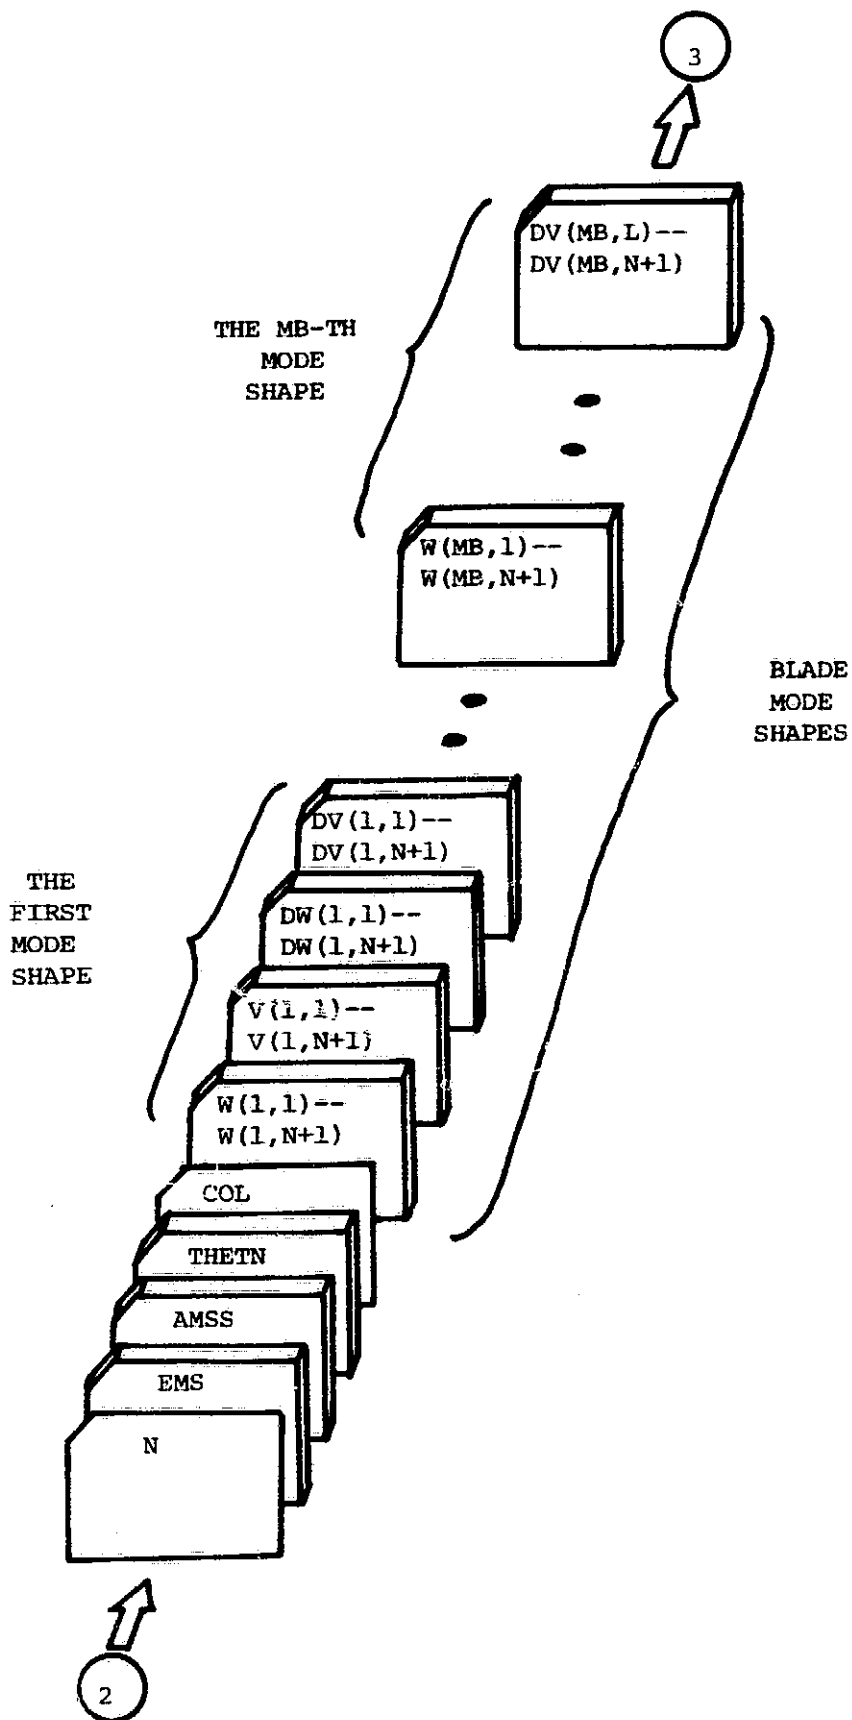 3
DV(MB,L)--
DV(MB,N+1)
THE MB-TH
MODE
SHAPE
W(MB,1)--
W(MB,N+1)
BLADE
MODE
SHAPES
DV(1,1)--
DV(1,N+1)
THE
FIRST
MODE
SHAPE
DW(1,1)--
DW(1,N+1)
V(1,1)--
V(1,N+1)
W(1,1)--
W(1,N+1)
COL
THETN
AMSS
EMS
N
2